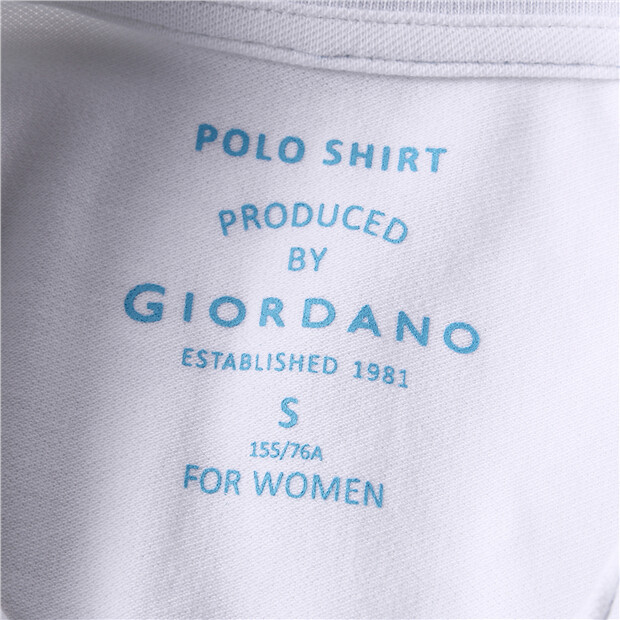 POLO SHIRT
PRODUCED
BY
GIORDANO
ESTABLISHED 1981
S
155/76A
FOR WOMEN